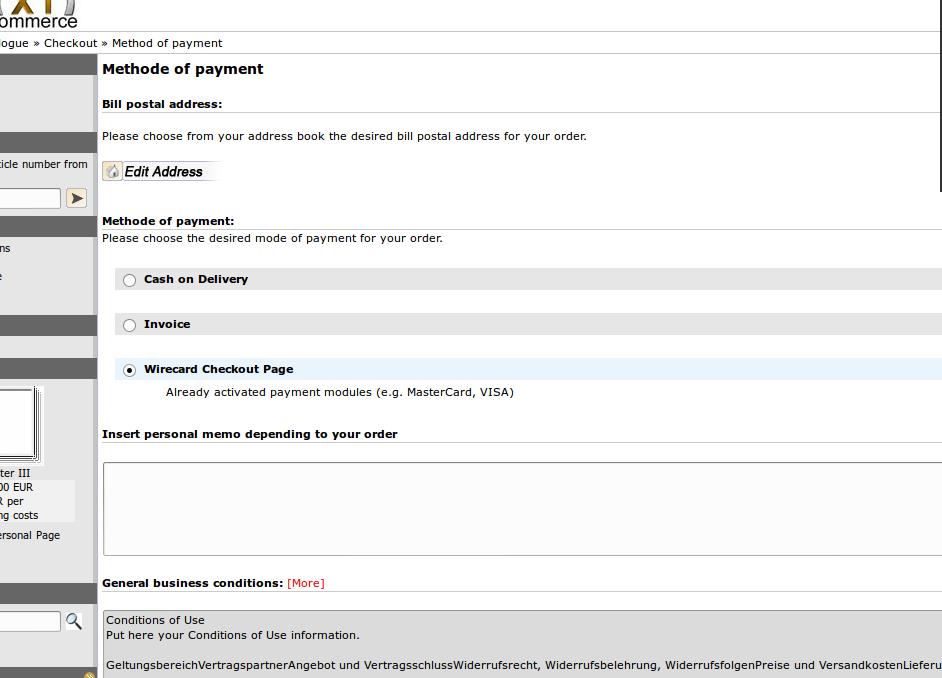 ommerce
logue » Checkout » Method of payment
Methode of payment
Bill postal address:
Please choose from your address book the desired bill postal address for your order.
ticle number from
Edit Address
Methode of payment:
Please choose the desired mode of payment for your order.
ns
e
Cash on Delivery
Invoice
Wirecard Checkout Page
Already activated payment modules (e.g. MasterCard, VISA)
Insert personal memo depending to your order
ter III
00 EUR
R per
ng costs
ersonal Page
General business conditions: [More]
Conditions of Use
Put here your Conditions of Use information.
GeltungsbereichVertragspartnerAngebot und VertragsschlussWiderrufsrecht, Widerrufsbelehrung, WiderrufsfolgenPreise und VersandkostenLieferu